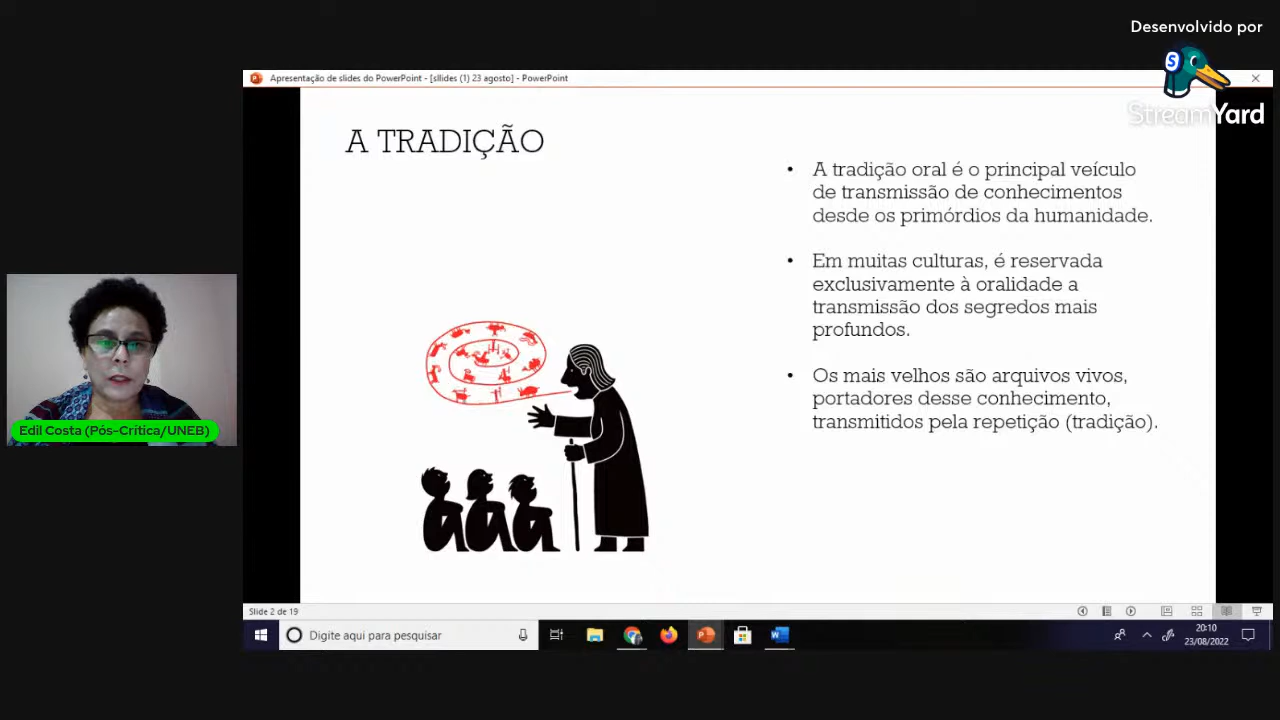 Desenvolvido por
StreamYard
Apresentação de slides do PowerPoint - [sllides (1) 23 agosto] - PowerPoint
A TRADIÇÃO
• A tradição oral é o principal veículo
de transmissão de conhecimentos
desde os primórdios da humanidade.
• Em muitas culturas, é reservada
exclusivamente à oralidade a
transmissão dos segredos mais
profundos.
• Os mais velhos são arquivos vivos,
portadores desse conhecimento,
transmitidos pela repetição (tradição).
Edil Costa (Pós-Crítica/UNEB)
Slide 2 de 19
Digite aqui para pesquisar
20:10
23/08/2022